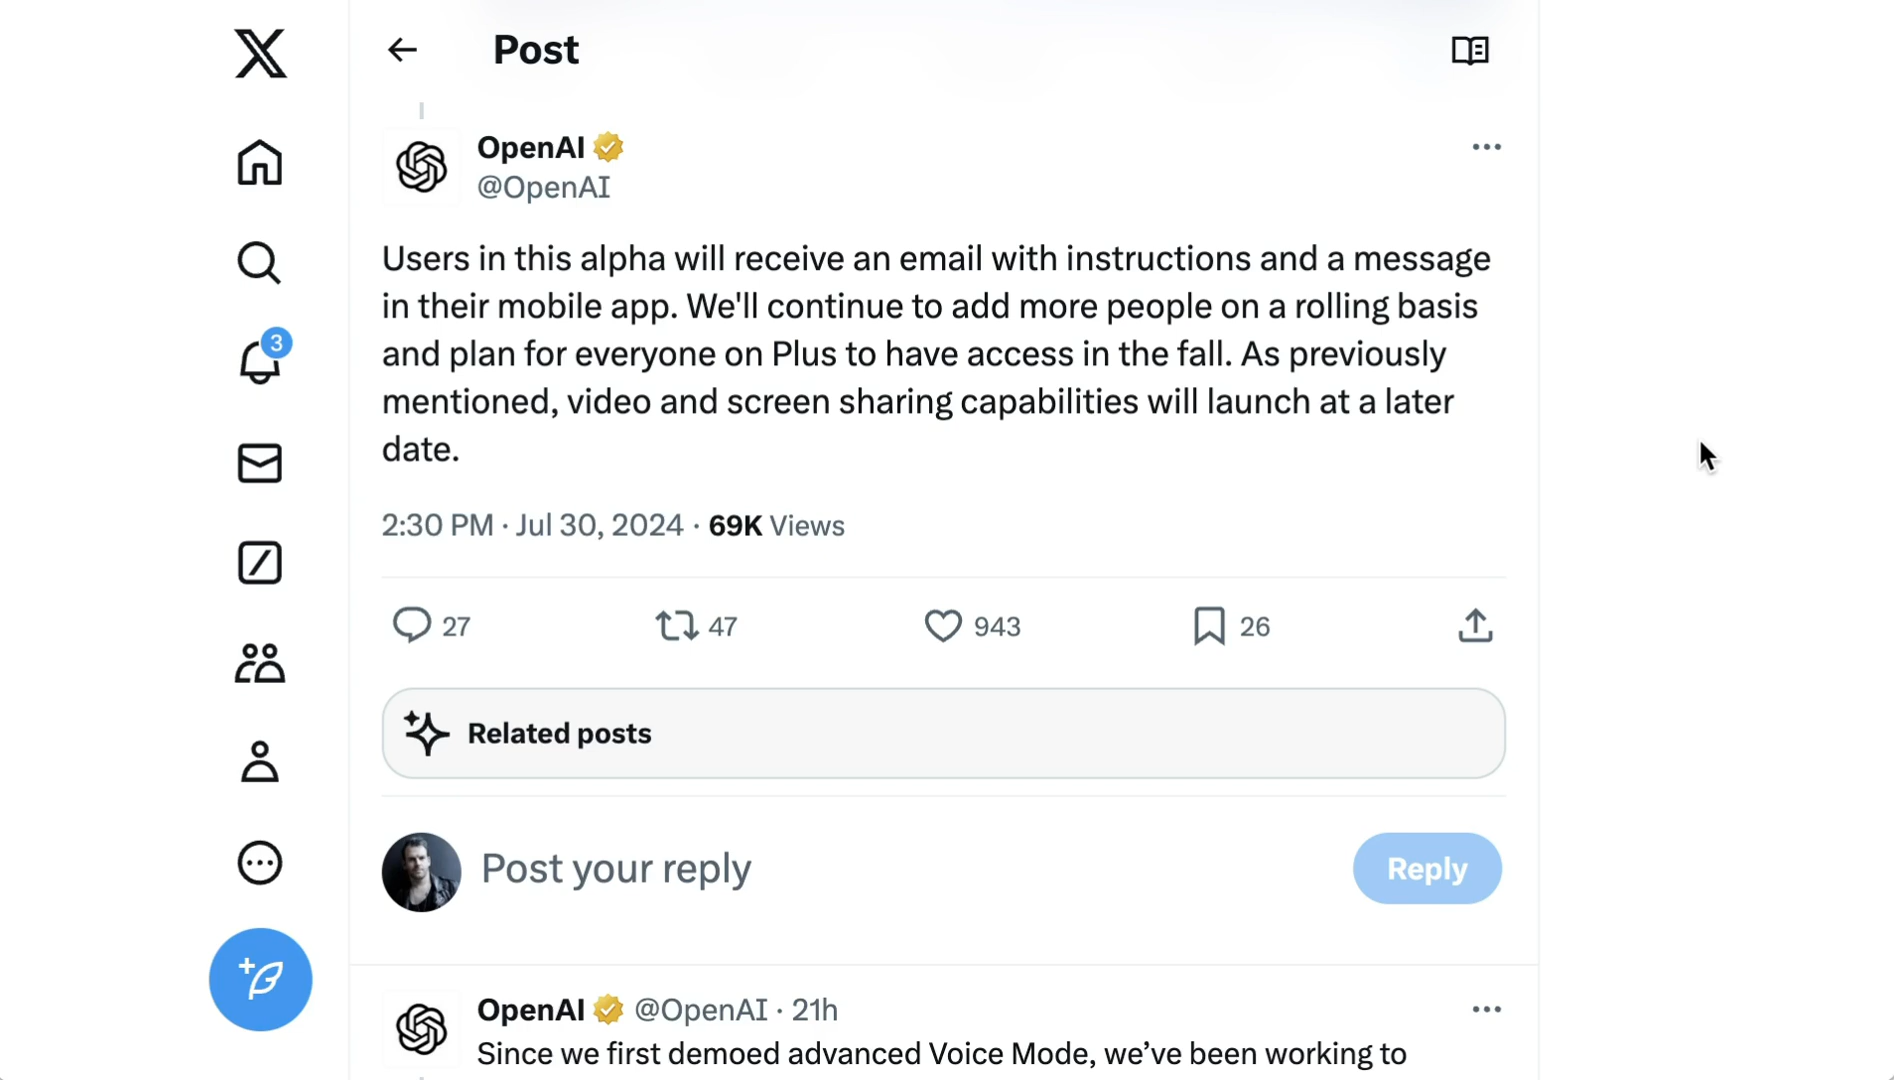 Post
OpenAI
@OpenAI
Users in this alpha will receive an email with instructions and a message
in their mobile app. We'll continue to add more people on a rolling basis
and plan for everyone on Plus to have access in the fall. As previously
mentioned, video and screen sharing capabilities will launch at a later
date.
3
2:30 PM · Jul 30, 2024 · 69K Views
27 47 943 26
Related posts
Post your reply
Reply
OpenAI @OpenAI · 21h
Since we first demoed advanced Voice Mode, we’ve been working to